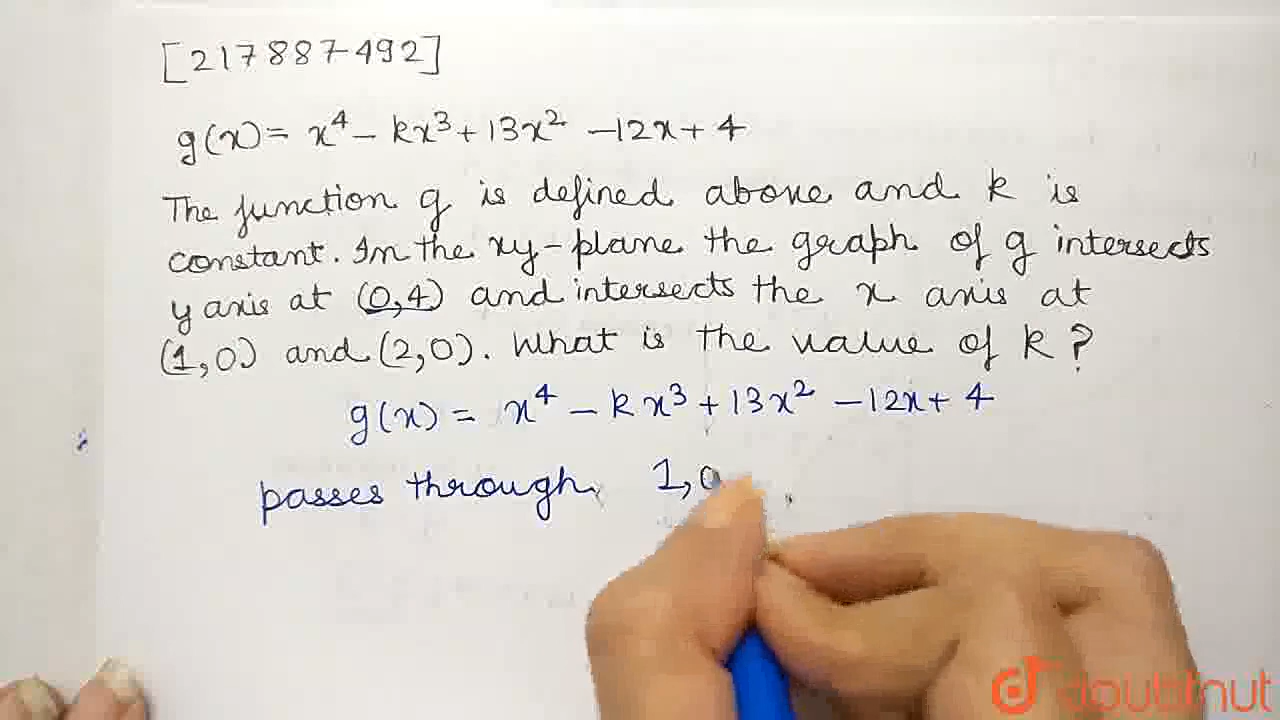 [217887492]
g(x) = x⁴ - kx³ + 13x² - 12x + 4
The function g is defined above and k is
constant. In the xy-plane the graph of g intersects
y axis at (0,4) and intersects the x axis at
(1,0) and (2,0). What is the value of k?
g(x) = x⁴ - kx³ + 13x² - 12x + 4
passes through 1,0
doubtnut